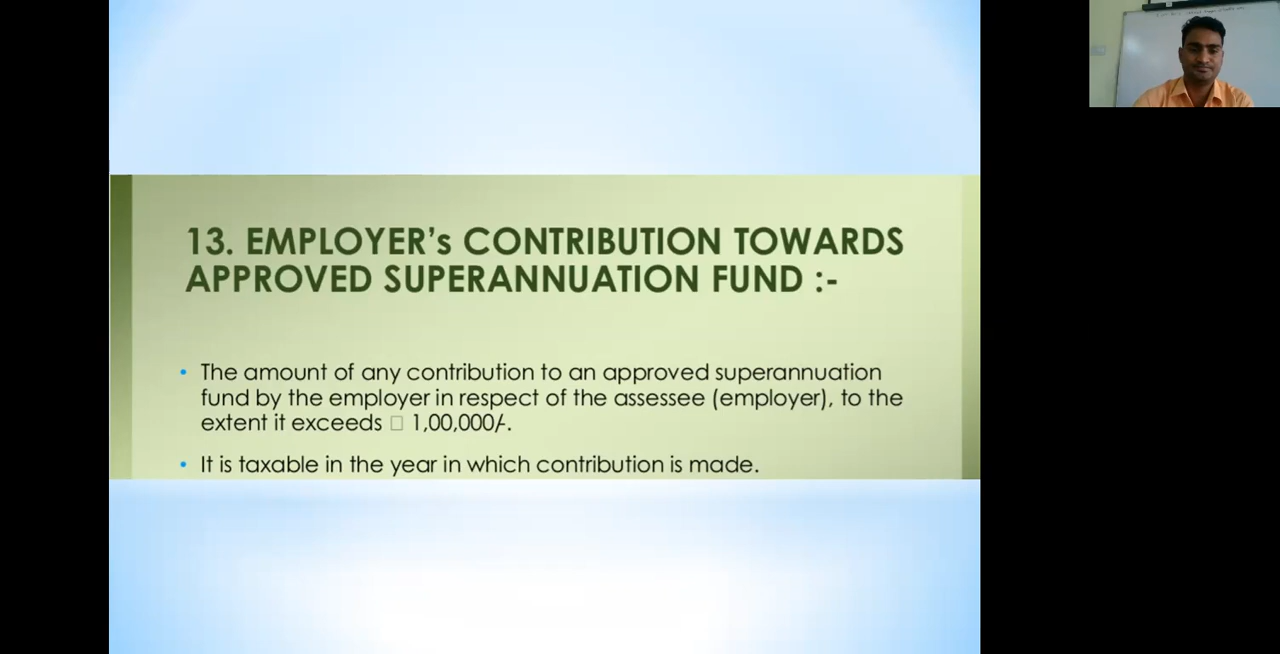 13. EMPLOYER’s CONTRIBUTION TOWARDS
APPROVED SUPERANNUATION FUND :-
• The amount of any contribution to an approved superannuation
fund by the employer in respect of the assessee (employer), to the
extent it exceeds □ 1,00,000/-.
• It is taxable in the year in which contribution is made.